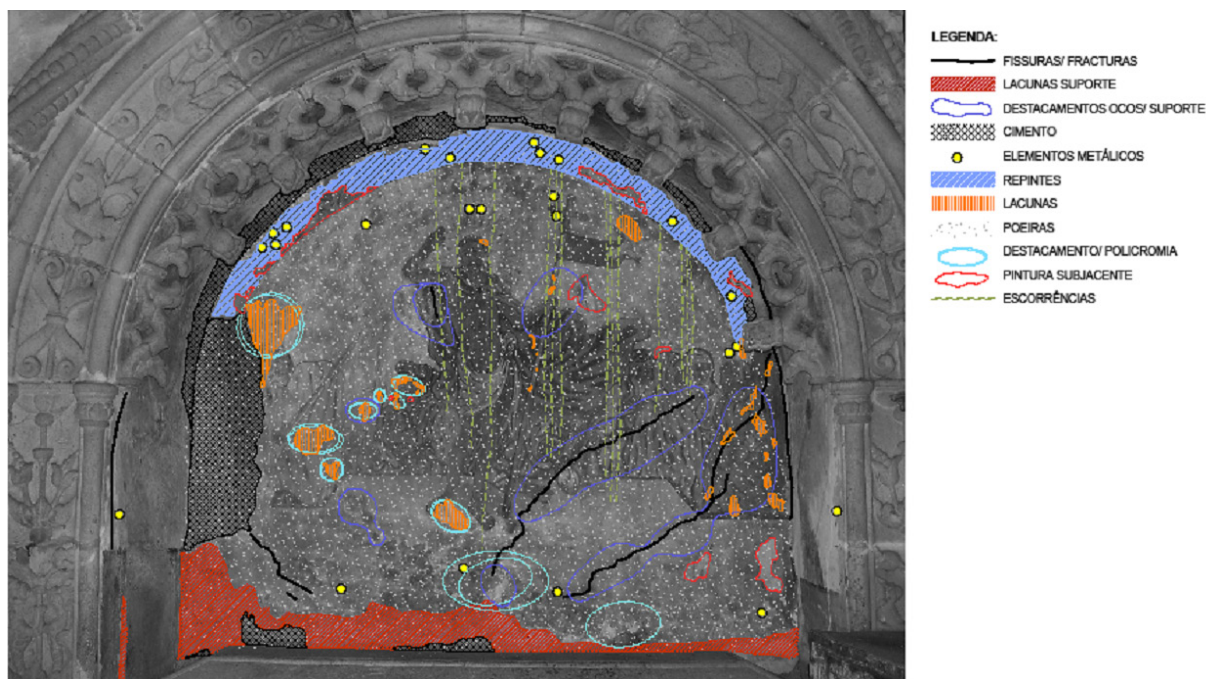 LEGENDA:
FISSURAS/ FRACTURAS
LACUNAS SUPORTE
DESTACAMENTOS OCOS/ SUPORTE
CIMENTO
ELEMENTOS METÁLICOS
REPINTES
LACUNAS
POEIRAS
DESTACAMENTO/ POLICROMIA
PINTURA SUBJACENTE
ESCORRÊNCIAS